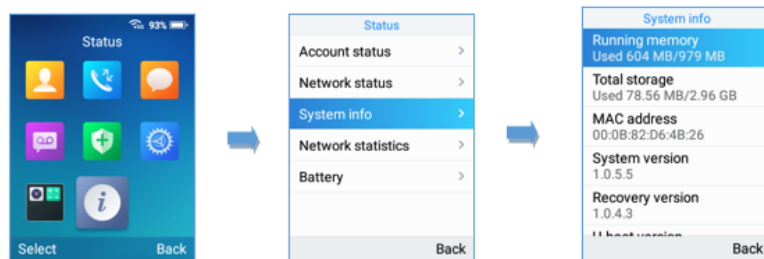 93%
Status
Select
Back
Status
Account status
Network status
System info
Network statistics
Battery
Back
System info
Running memory
Used 604 MB/979 MB
Total storage
Used 78.56 MB/2.96 GB
MAC address
00:0B:82:D6:4B:26
System version
1.0.5.5
Recovery version
1.0.4.3
Back